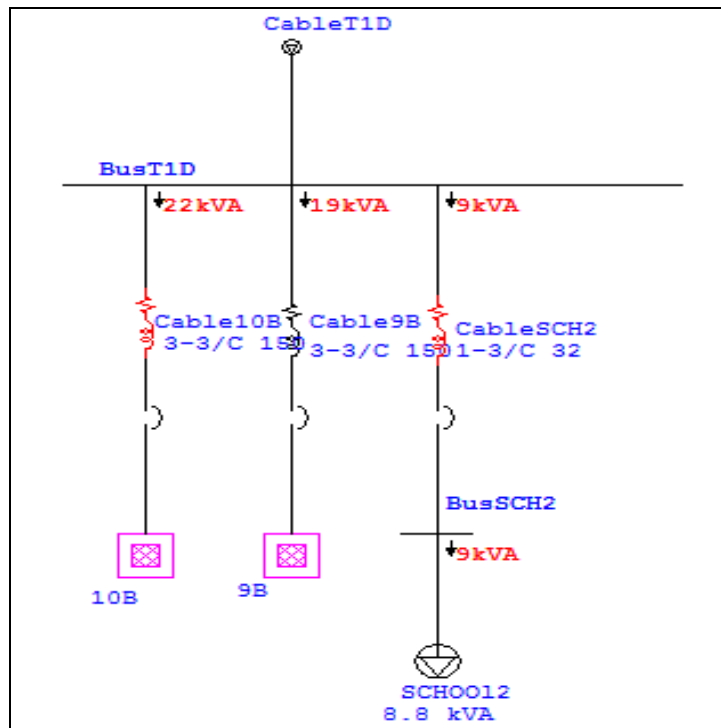 CableT1D
BusT1D
22kVA 19kVA 9kVA
Cable10B Cable9B CableSCH2
3-3/C 150 3-3/C 150 1-3/C 32
BusSCH2
9kVA
10B 9B
SCHOOl2
8.8 kVA